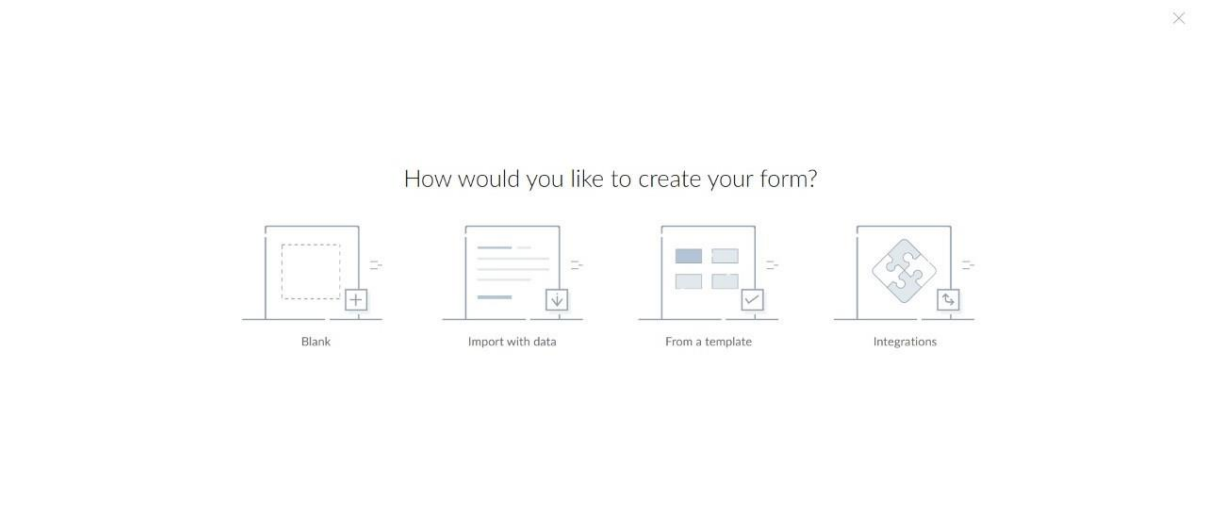 How would you like to create your form?
Blank
Import with data
From a template
Integrations